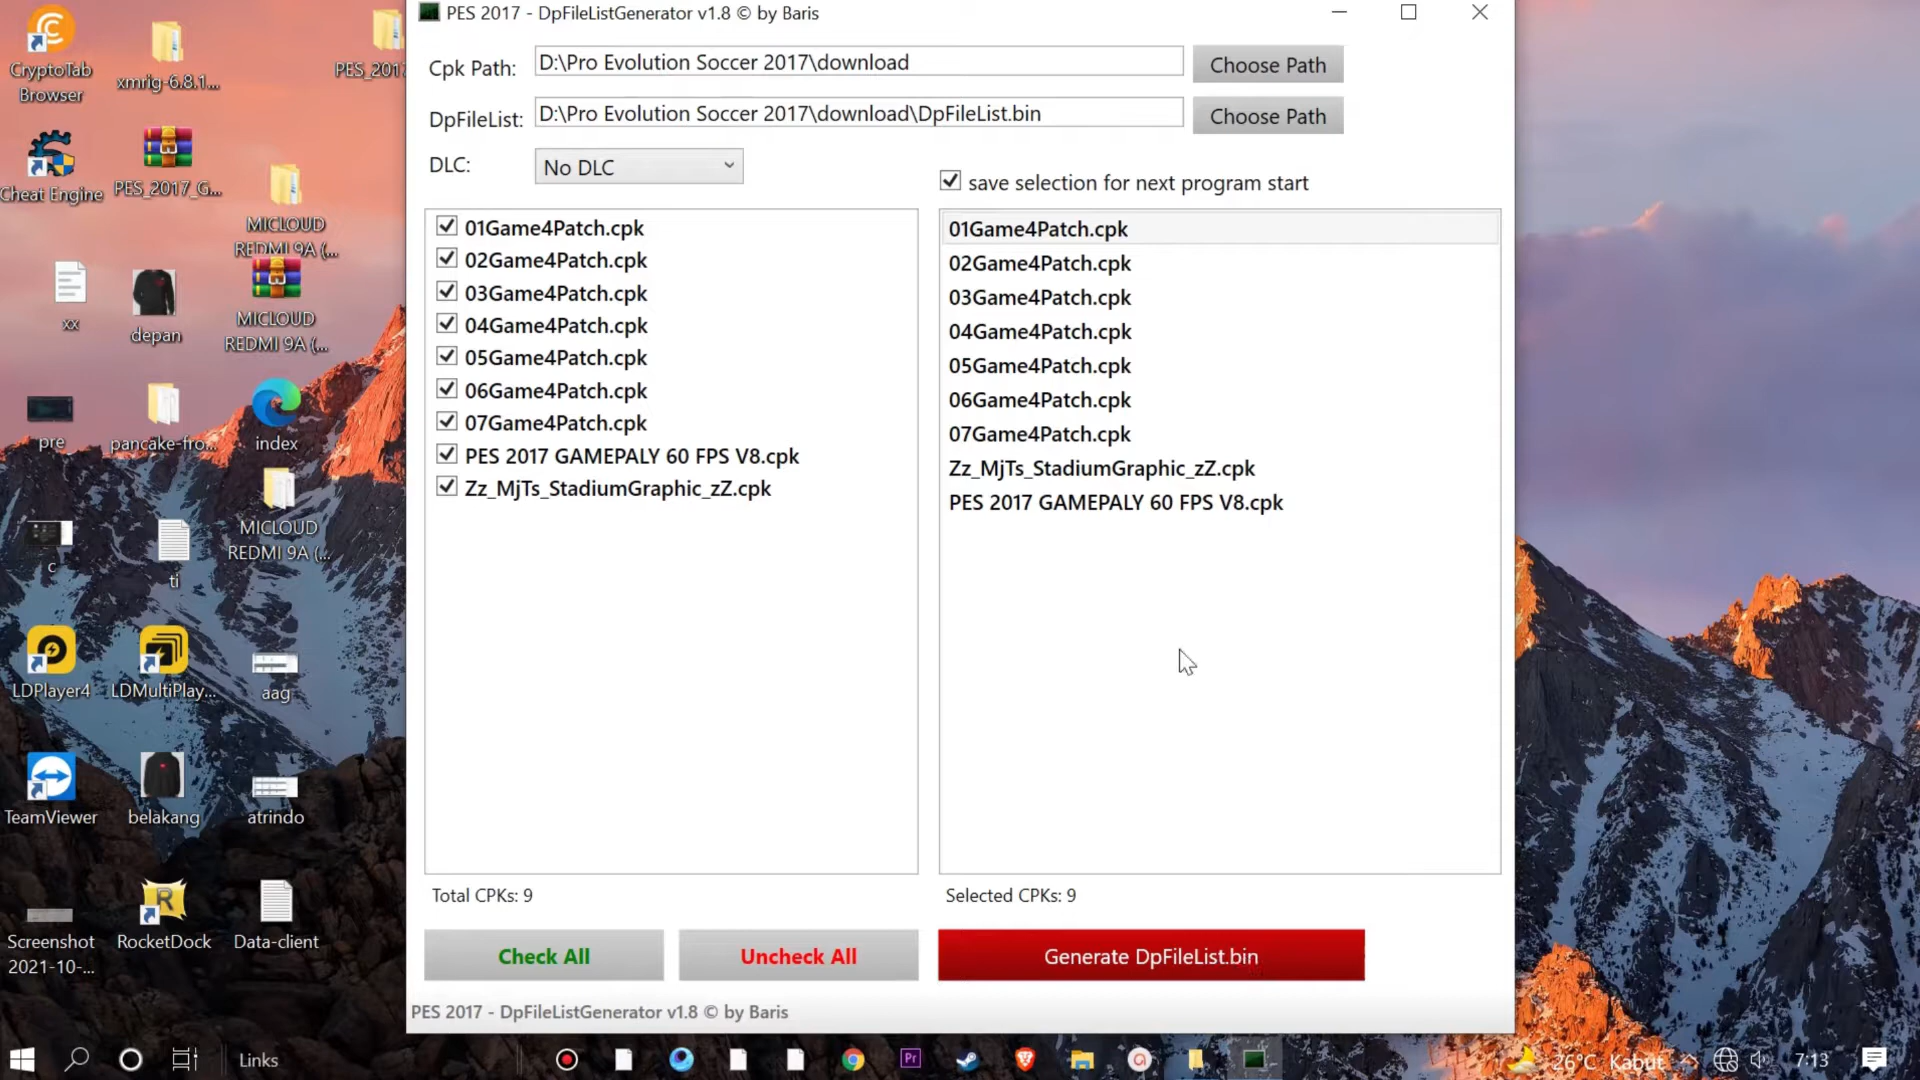 PES 2017 - DpFileListGenerator v1.8 © by Baris
Cpk Path:
D:\Pro Evolution Soccer 2017\download
Choose Path
DpFileList:
D:\Pro Evolution Soccer 2017\download\DpFileList.bin
Choose Path
DLC:
No DLC
save selection for next program start
01Game4Patch.cpk
02Game4Patch.cpk
03Game4Patch.cpk
04Game4Patch.cpk
05Game4Patch.cpk
06Game4Patch.cpk
07Game4Patch.cpk
PES 2017 GAMEPALY 60 FPS V8.cpk
Zz_MjTs_StadiumGraphic_zZ.cpk
01Game4Patch.cpk
02Game4Patch.cpk
03Game4Patch.cpk
04Game4Patch.cpk
05Game4Patch.cpk
06Game4Patch.cpk
07Game4Patch.cpk
Zz_MjTs_StadiumGraphic_zZ.cpk
PES 2017 GAMEPALY 60 FPS V8.cpk
Total CPKs: 9
Selected CPKs: 9
Check All
Uncheck All
Generate DpFileList.bin
PES 2017 - DpFileListGenerator v1.8 © by Baris
CryptoTab
Browser
xmrig-6.8.1...
PES_2017
Cheat Engine
PES_2017_G...
MICLOUD
REDMI 9A (...
xx
depan
MICLOUD
REDMI 9A (...
pre
pancake-fro...
index
c
ti
MICLOUD
REDMI 9A (...
LDPlayer4
LDMultiPlay...
aag
TeamViewer
belakang
atrindo
Screenshot
2021-10-...
RocketDock
Data-client
Links
Pr
26°C Kabut
7:13